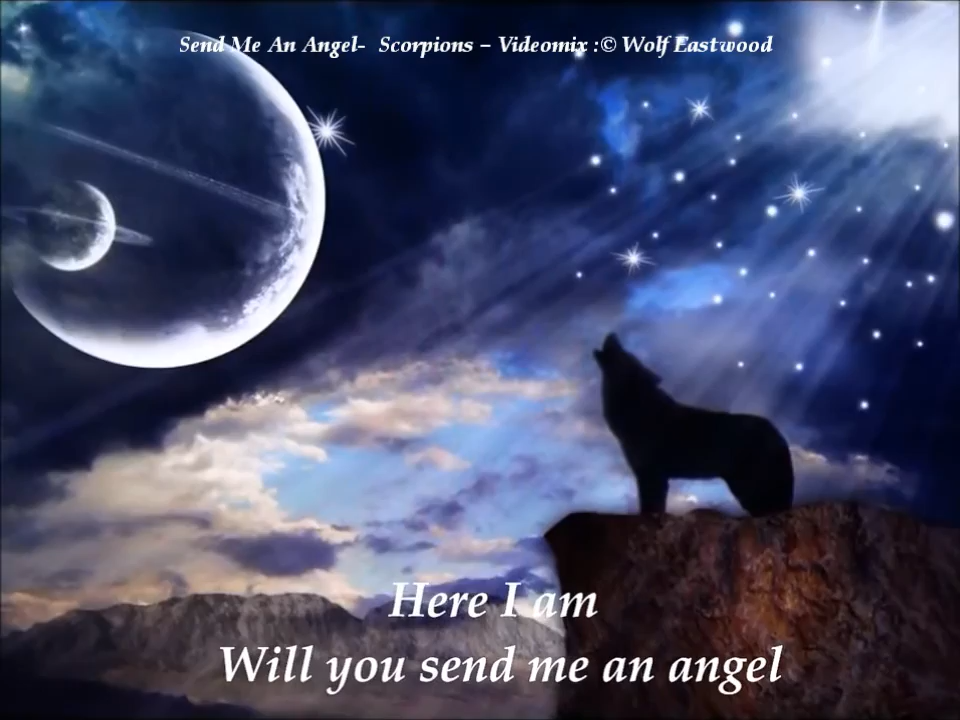 Send Me An Angel- Scorpions – Videomix :© Wolf Eastwood
Here I am
Will you send me an angel